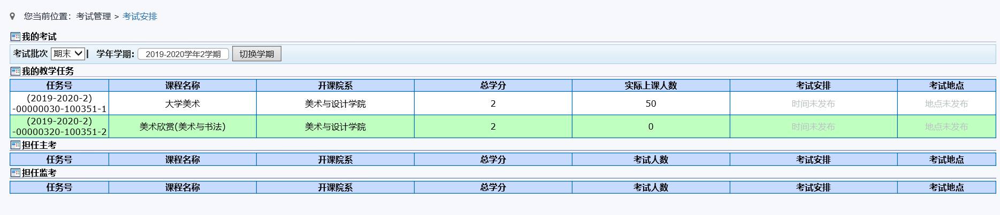 您当前位置：考试管理 > 考试安排
我的考试
考试批次 期末 | 学年学期: 2019-2020学年2学期 切换学期
我的教学任务
任务号 课程名称 开课院系 总学分 实际上课人数 考试安排 考试地点
(2019-2020-2)
-00000030-100351-1 大学美术 美术与设计学院 2 50 时间未发布 地点未发布
(2019-2020-2)
-00000320-100351-2 美术欣赏(美术与书法) 美术与设计学院 2 0 时间未发布 地点未发布
担任主考
任务号 课程名称 开课院系 总学分 考试人数 考试安排 考试地点
担任监考
任务号 课程名称 开课院系 总学分 考试人数 考试安排 考试地点